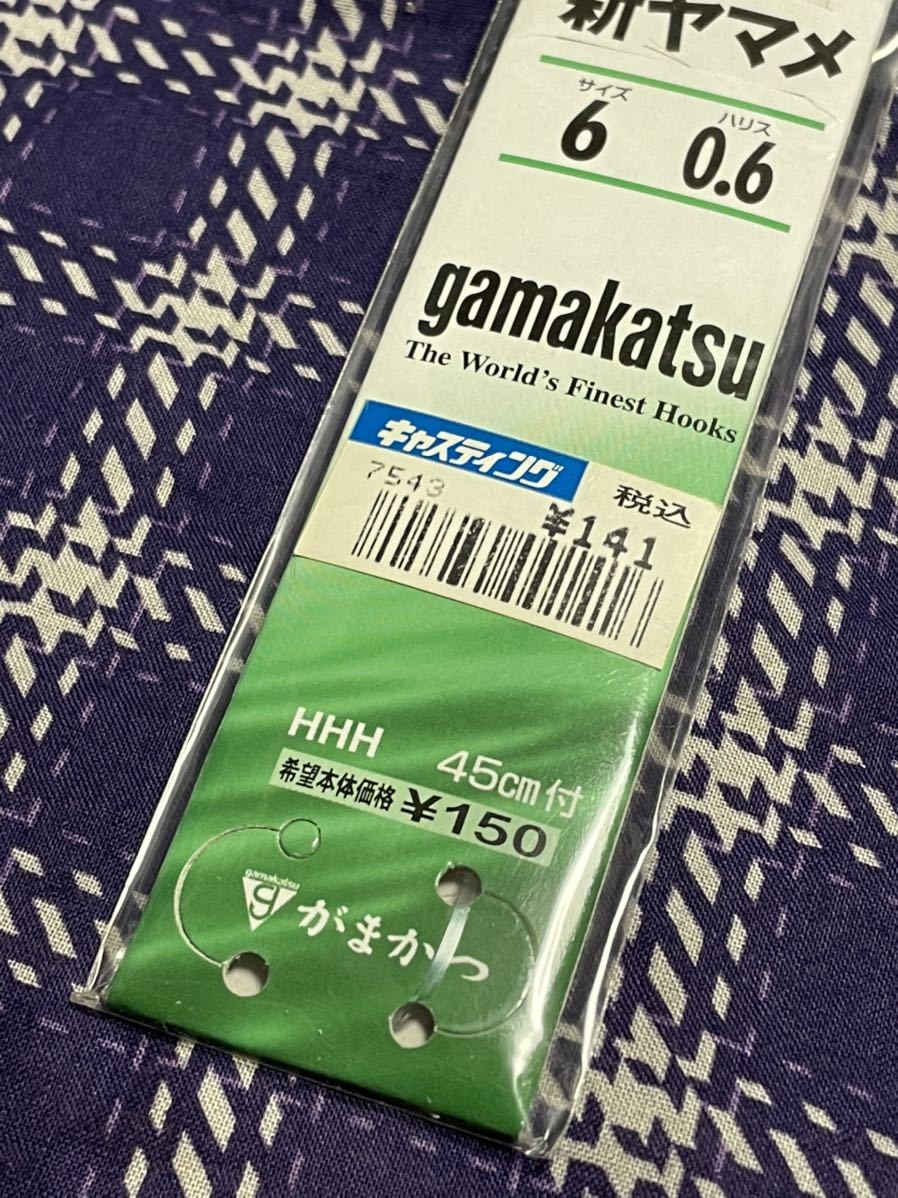 新ヤマメ
サイズ ハリス
6 0.6
gamakatsu
The World's Finest Hooks
キャスティング
7543 税込
¥141
HHH 45cm付
希望本体価格 ¥150
gamakatsu
g がまかつ